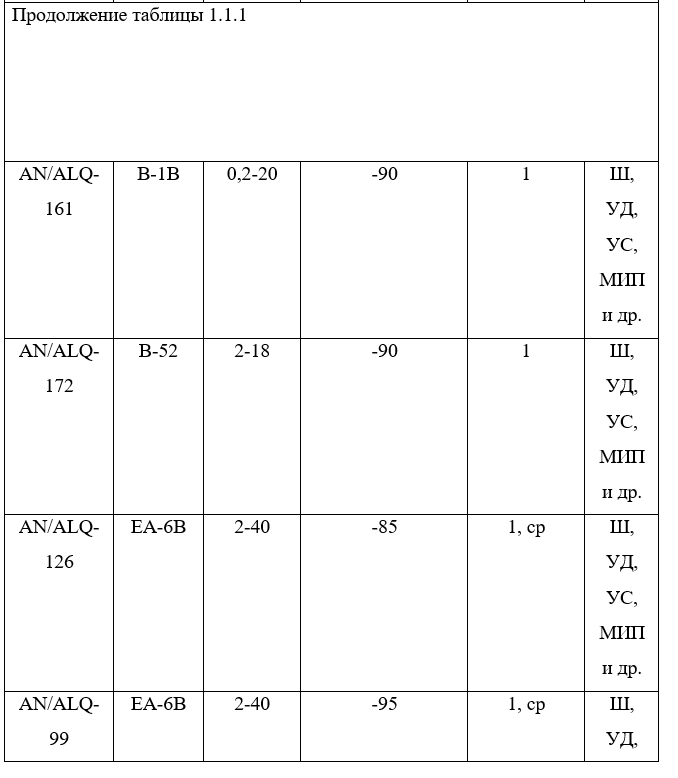 Продолжение таблицы 1.1.1
AN/ALQ- B-1B 0,2-20 -90 1 Ш,
161 УД,
УС,
МИП
и др.
AN/ALQ- B-52 2-18 -90 1 Ш,
172 УД,
УС,
МИП
и др.
AN/ALQ- EA-6B 2-40 -85 1, ср Ш,
126 УД,
УС,
МИП
и др.
AN/ALQ- EA-6B 2-40 -95 1, ср Ш,
99 УД,